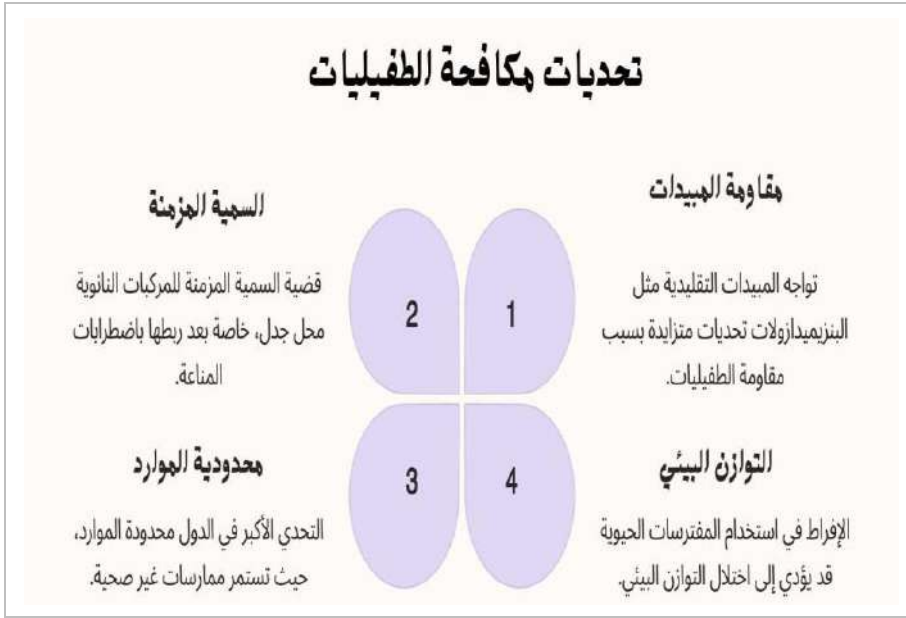 تحديات مكافحة الطفيليات
مقاومة المبيدات
تواجه المبيدات التقليدية مثل
البنزيميدازولات تحديات متزايدة بسبب
مقاومة الطفيليات.
1
السمية المزمنة
قضية السمية المزمنة للمركبات النانوية
محل جدل، خاصة بعد ربطها باضطرابات
المناعة.
2
محدودية الموارد
التحدي الأكبر في الدول محدودة الموارد،
حيث تستمر ممارسات غير صحية.
3
التوازن البيئي
الإفراط في استخدام المفترسات الحيوية
قد يؤدي إلى اختلال التوازن البيئي.
4